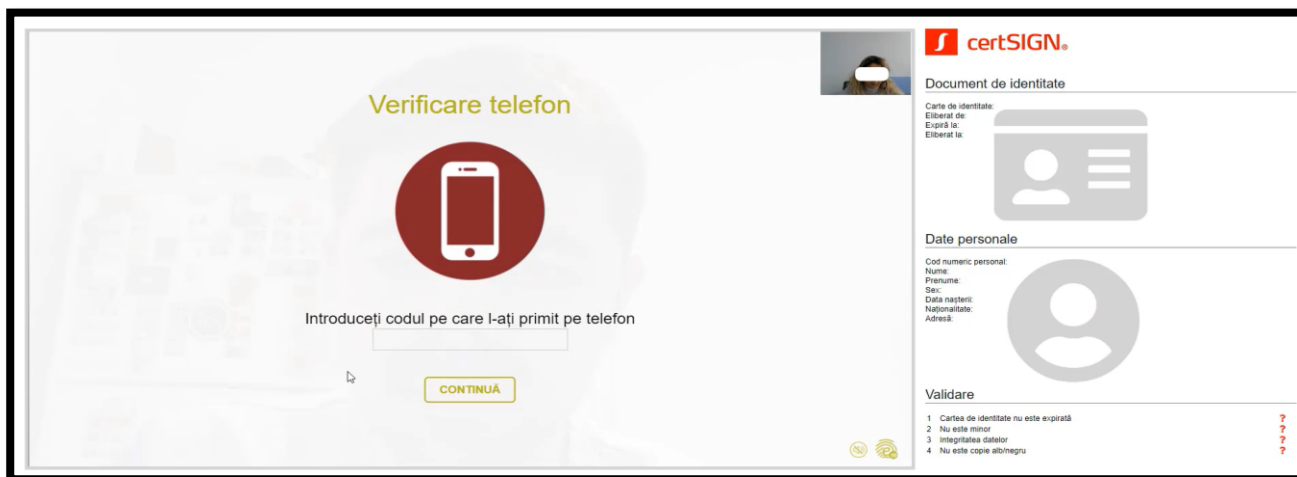 Verificare telefon
Introduceți codul pe care l-ați primit pe telefon
CONTINUĂ
certSIGN®
Document de identitate
Carte de identitate:
Eliberat de:
Expiră la:
Eliberat la:
Date personale
Cod numeric personal:
Nume:
Prenume:
Sex:
Data nașterii:
Naționalitate:
Adresă:
Validare
1 Cartea de identitate nu este expirată ?
2 Nu este minor ?
3 Integritatea datelor ?
4 Nu este copie alb/negru ?